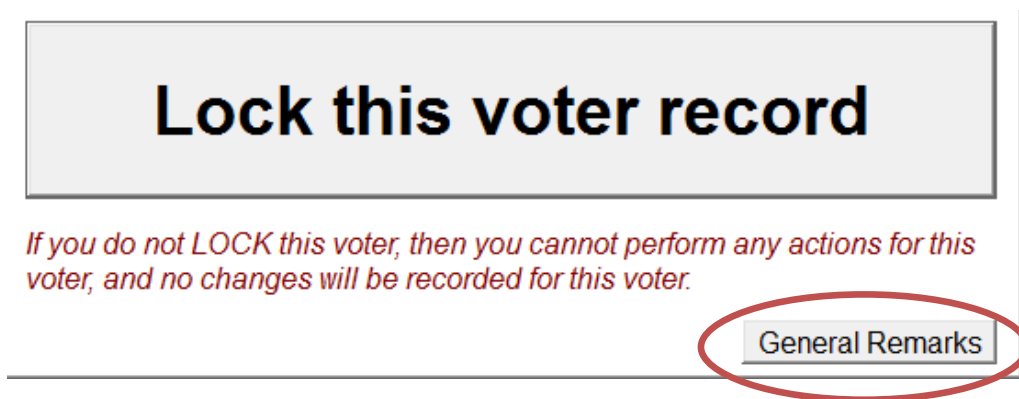 Lock this voter record
If you do not LOCK this voter, then you cannot perform any actions for this
voter, and no changes will be recorded for this voter.
General Remarks